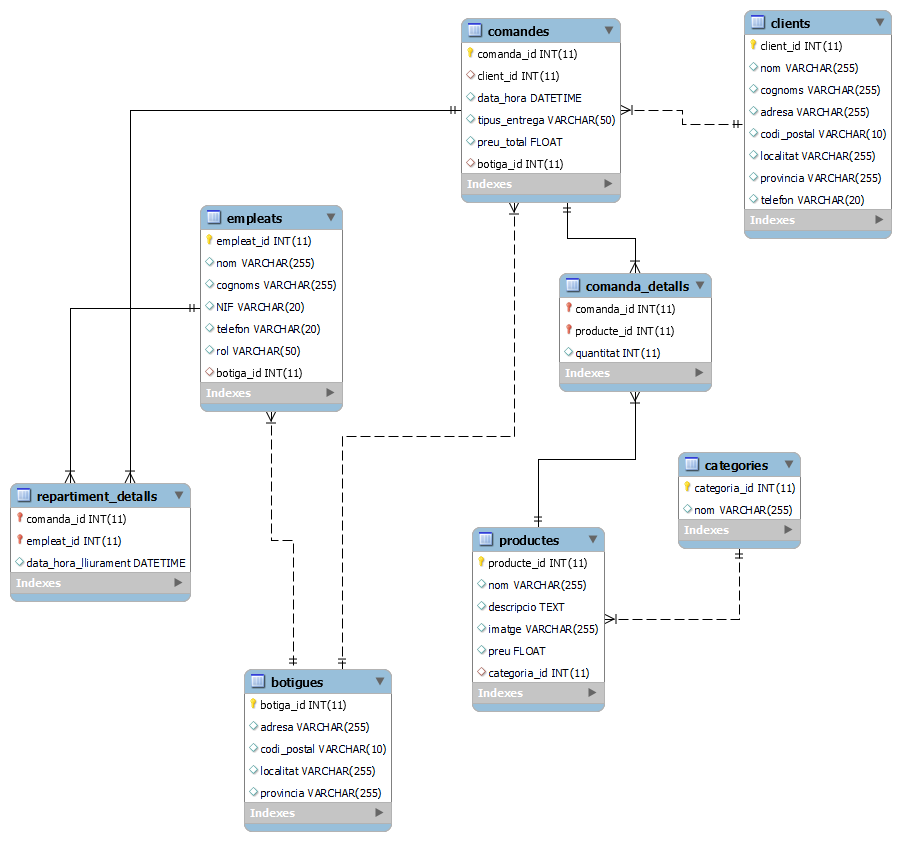 comandes
comanda_id INT(11)
client_id INT(11)
data_hora DATETIME
tipus_entrega VARCHAR(50)
preu_total FLOAT
botiga_id INT(11)
Indexes
clients
client_id INT(11)
nom VARCHAR(255)
cognoms VARCHAR(255)
adresa VARCHAR(255)
codi_postal VARCHAR(10)
localitat VARCHAR(255)
provincia VARCHAR(255)
telefon VARCHAR(20)
Indexes
empleats
empleat_id INT(11)
nom VARCHAR(255)
cognoms VARCHAR(255)
NIF VARCHAR(20)
telefon VARCHAR(20)
rol VARCHAR(50)
botiga_id INT(11)
Indexes
comanda_detalls
comanda_id INT(11)
producte_id INT(11)
quantitat INT(11)
Indexes
repartiment_detalls
comanda_id INT(11)
empleat_id INT(11)
data_hora_lliurament DATETIME
Indexes
categories
categoria_id INT(11)
nom VARCHAR(255)
Indexes
productes
producte_id INT(11)
nom VARCHAR(255)
descripcio TEXT
imatge VARCHAR(255)
preu FLOAT
categoria_id INT(11)
Indexes
botigues
botiga_id INT(11)
adresa VARCHAR(255)
codi_postal VARCHAR(10)
localitat VARCHAR(255)
provincia VARCHAR(255)
Indexes